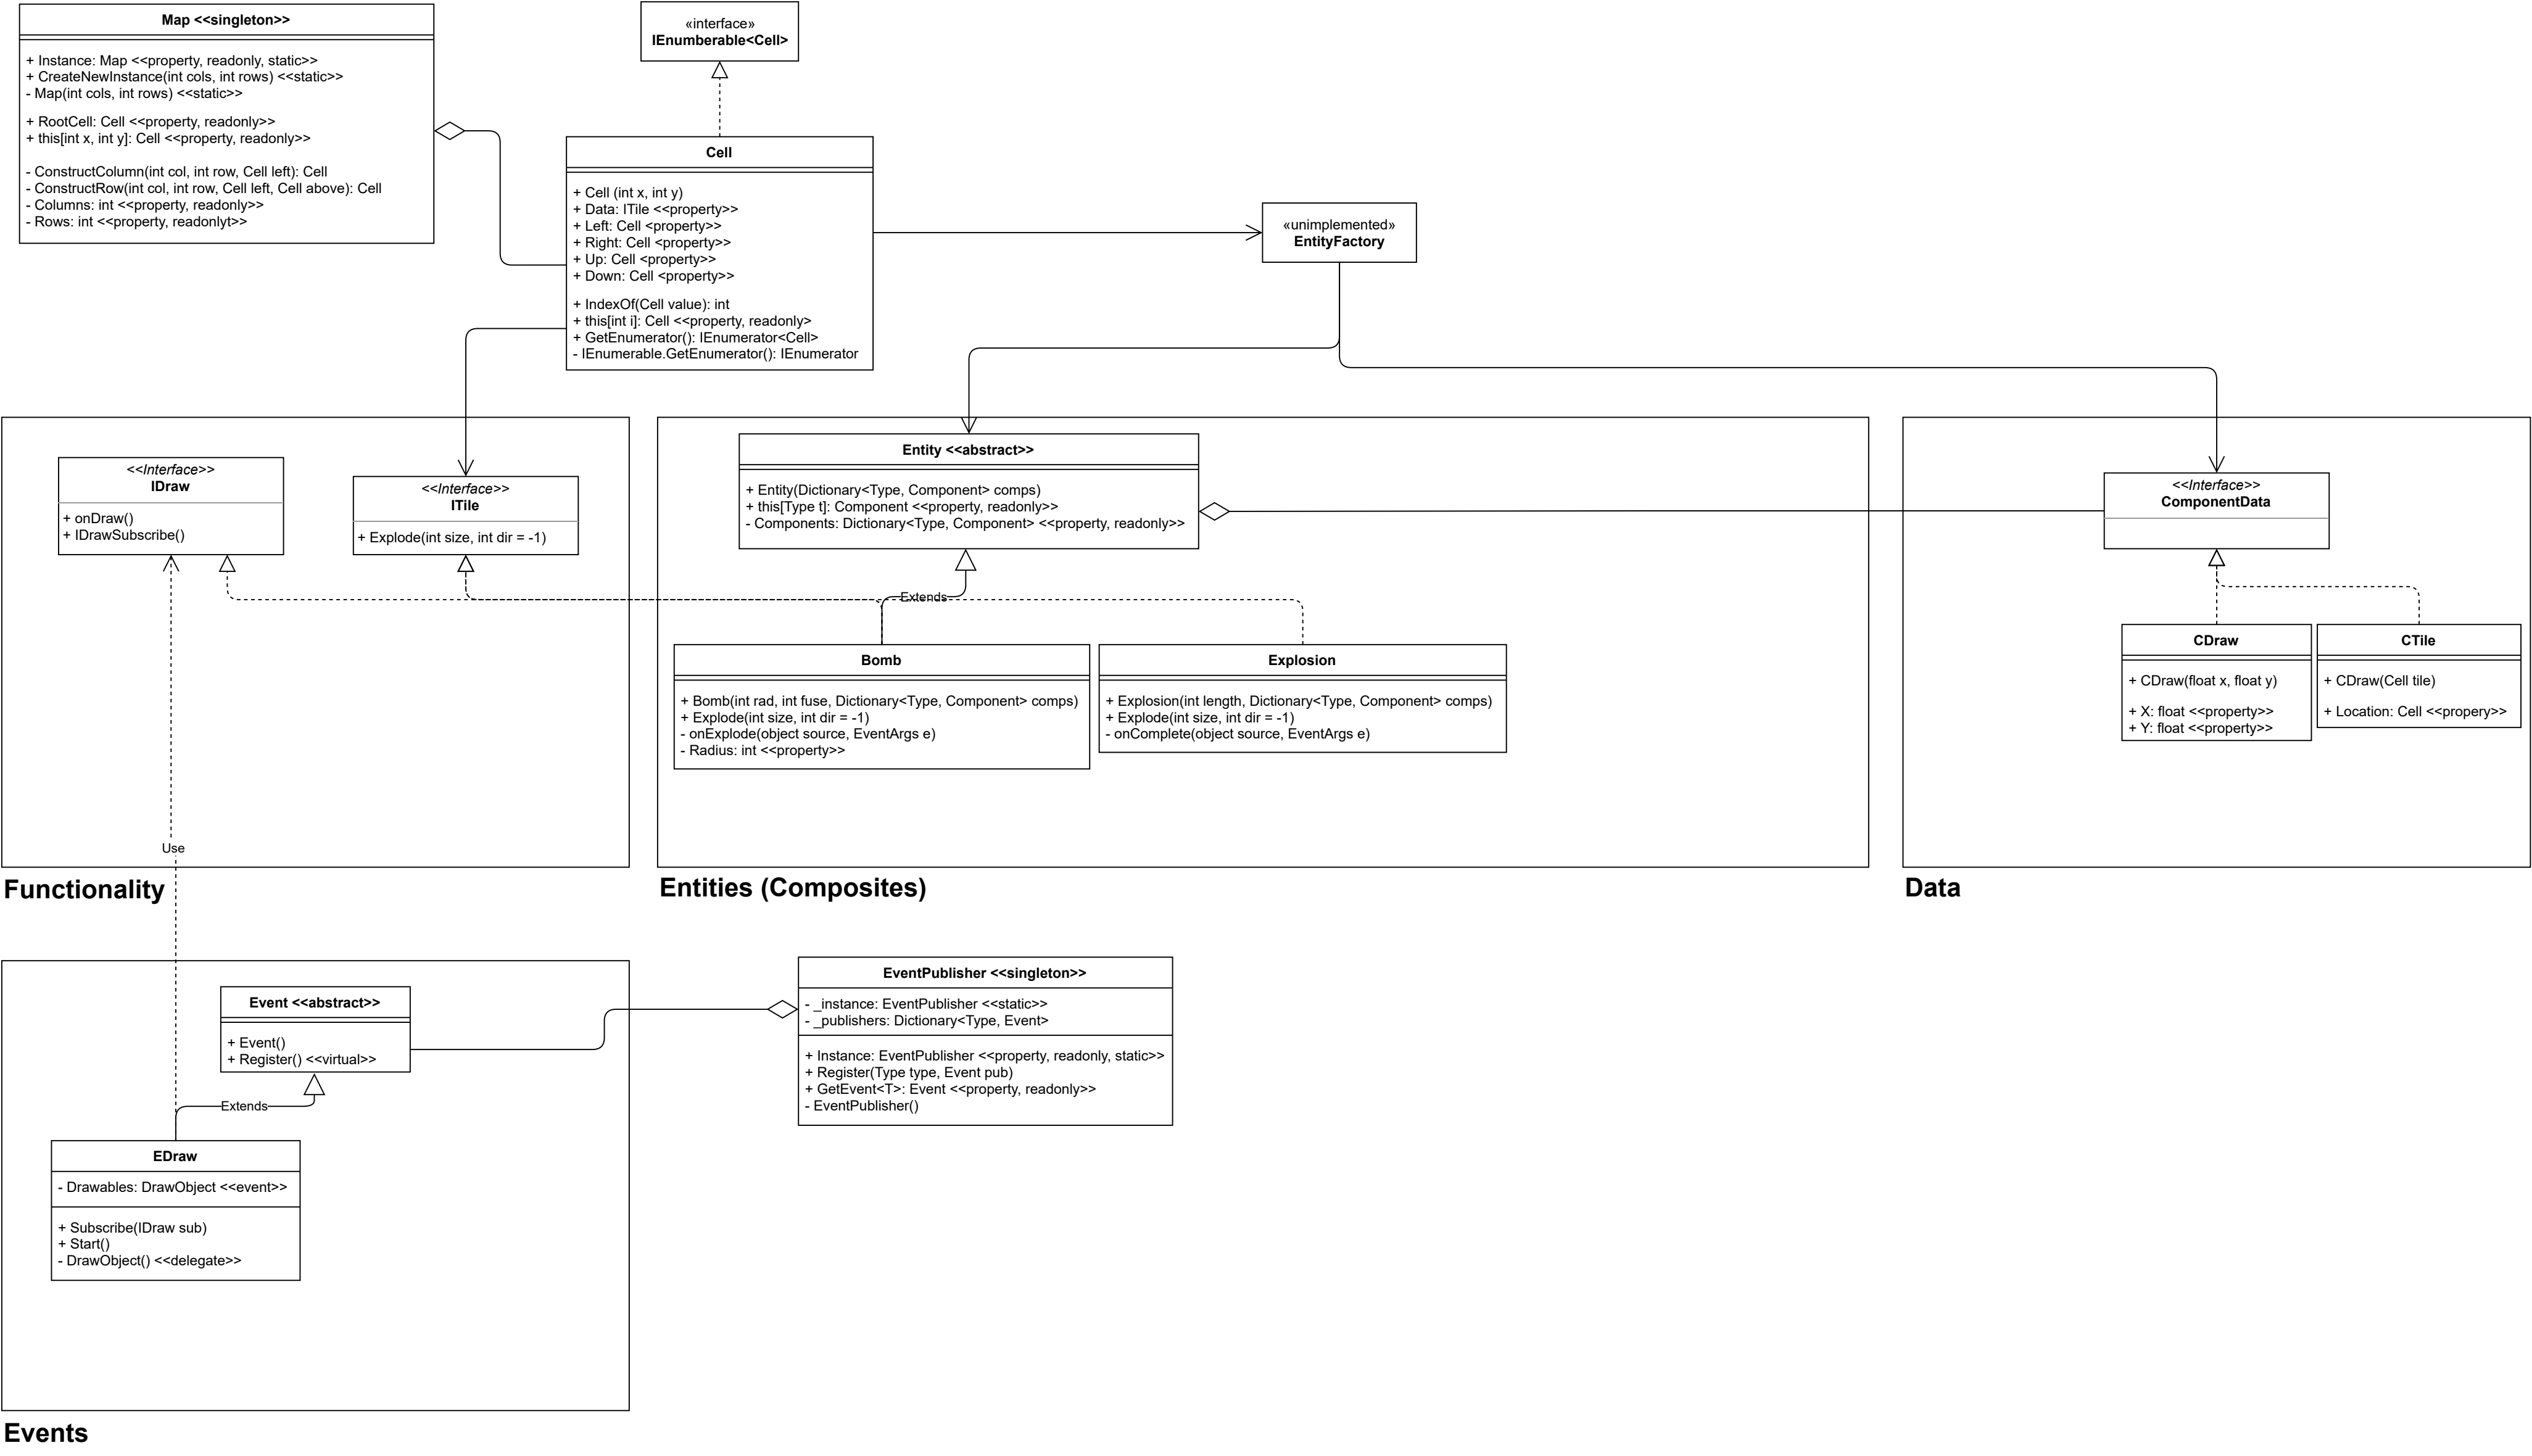 Map <<singleton>>
+ Instance: Map <<property, readonly, static>>
+ CreateNewInstance(int cols, int rows) <<static>>
- Map(int cols, int rows) <<static>>
+ RootCell: Cell <<property, readonly>>
+ this[int x, int y]: Cell <<property, readonly>>
- ConstructColumn(int col, int row, Cell left): Cell
- ConstructRow(int col, int row, Cell left, Cell above): Cell
- Columns: int <<property, readonly>>
- Rows: int <<property, readonlyt>>
«interface»
IEnumberable<Cell>
Cell
+ Cell (int x, int y)
+ Data: ITile <<property>>
+ Left: Cell <property>>
+ Right: Cell <property>>
+ Up: Cell <property>>
+ Down: Cell <property>>
+ IndexOf(Cell value): int
+ this[int i]: Cell <<property, readonly>
+ GetEnumerator(): IEnumerator<Cell>
- IEnumerable.GetEnumerator(): IEnumerator
«unimplemented»
EntityFactory
<<Interface>>
IDraw
+ onDraw()
+ IDrawSubscribe()
<<Interface>>
ITile
+ Explode(int size, int dir = -1)
Use
Functionality
Entity <<abstract>>
+ Entity(Dictionary<Type, Component> comps)
+ this[Type t]: Component <<property, readonly>>
- Components: Dictionary<Type, Component> <<property, readonly>>
Extends
Bomb
+ Bomb(int rad, int fuse, Dictionary<Type, Component> comps)
+ Explode(int size, int dir = -1)
- onExplode(object source, EventArgs e)
- Radius: int <<property>>
Explosion
+ Explosion(int length, Dictionary<Type, Component> comps)
+ Explode(int size, int dir = -1)
- onComplete(object source, EventArgs e)
Entities (Composites)
<<Interface>>
ComponentData
CDraw
+ CDraw(float x, float y)
+ X: float <<property>>
+ Y: float <<property>>
CTile
+ CDraw(Cell tile)
+ Location: Cell <<propery>>
Data
Event <<abstract>>
+ Event()
+ Register() <<virtual>>
Extends
EDraw
- Drawables: DrawObject <<event>>
+ Subscribe(IDraw sub)
+ Start()
- DrawObject() <<delegate>>
Events
EventPublisher <<singleton>>
- _instance: EventPublisher <<static>>
- _publishers: Dictionary<Type, Event>
+ Instance: EventPublisher <<property, readonly, static>>
+ Register(Type type, Event pub)
+ GetEvent<T>: Event <<property, readonly>>
- EventPublisher()